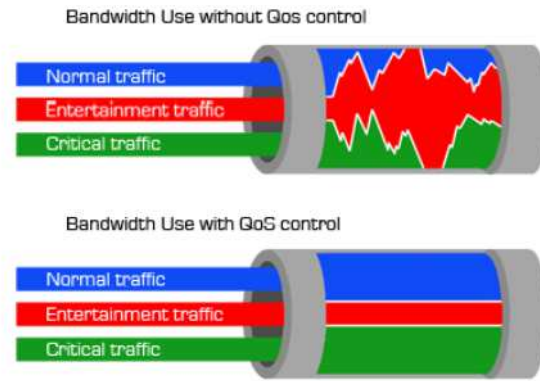 Bandwidth Use without Qos control
Normal traffic
Entertainment traffic
Critical traffic
Bandwidth Use with QoS control
Normal traffic
Entertainment traffic
Critical traffic